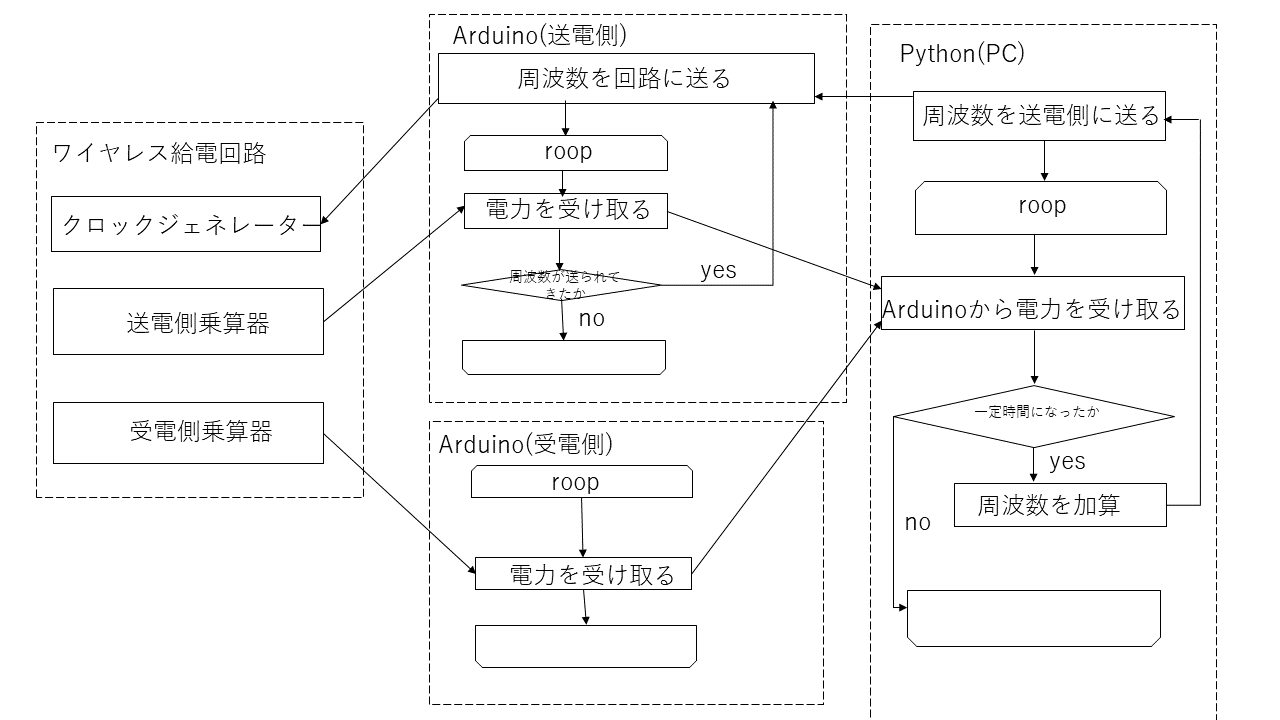 ワイヤレス給電回路
クロックジェネレーター
送電側乗算器
受電側乗算器
Arduino(送電側)
周波数を回路に送る
roop
電力を受け取る
周波数が送られて
きたか
yes
no
Arduino(受電側)
roop
電力を受け取る
Python(PC)
周波数を送電側に送る
roop
Arduinoから電力を受け取る
一定時間になったか
yes
周波数を加算
no